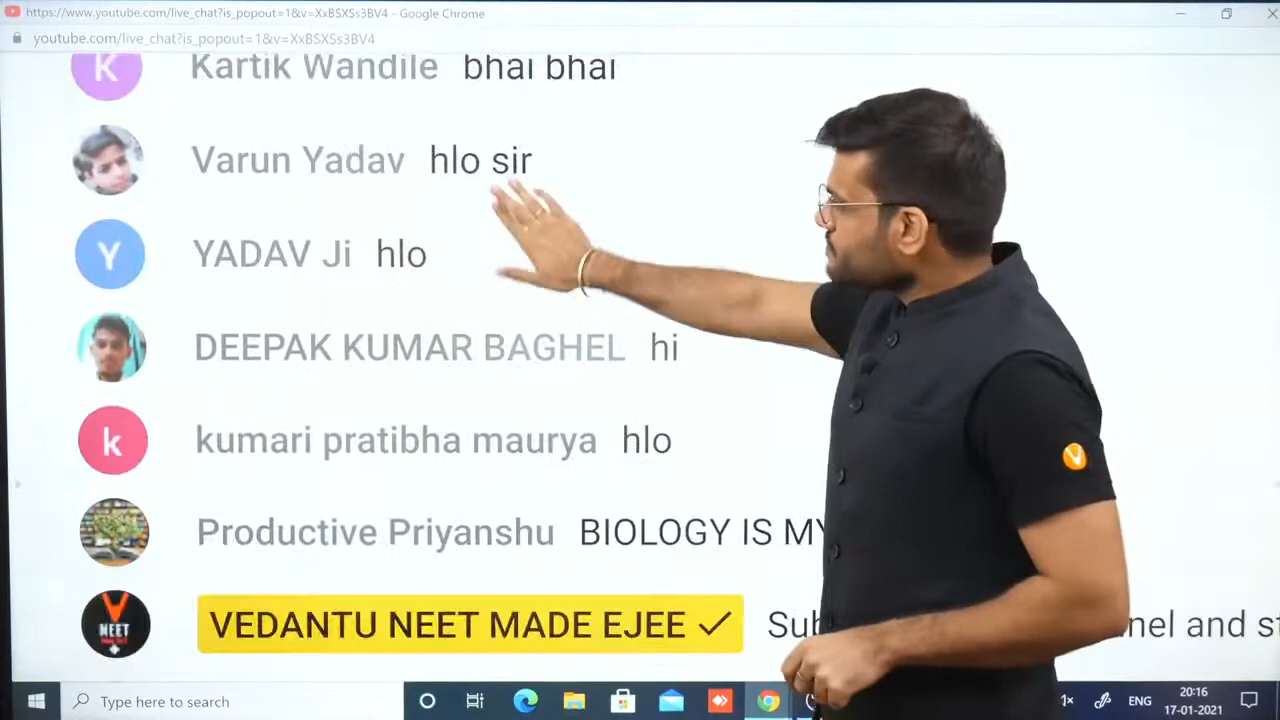 https://www.youtube.com/live_chat?is_popout=1&v=XxBSXSs3BV4 - Google Chrome
youtube.com/live_chat?is_popout=1&v=XxBSXSs3BV4
K Kartik Wandile bhai bhai
Varun Yadav hlo sir
Y YADAV Ji hlo
DEEPAK KUMAR BAGHEL hi
k kumari pratibha maurya hlo
Productive Priyanshu BIOLOGY IS MY
NEET VEDANTU NEET MADE EJEE ✓ Sub nel and st
Type here to search
ENG
20:16
17-01-2021